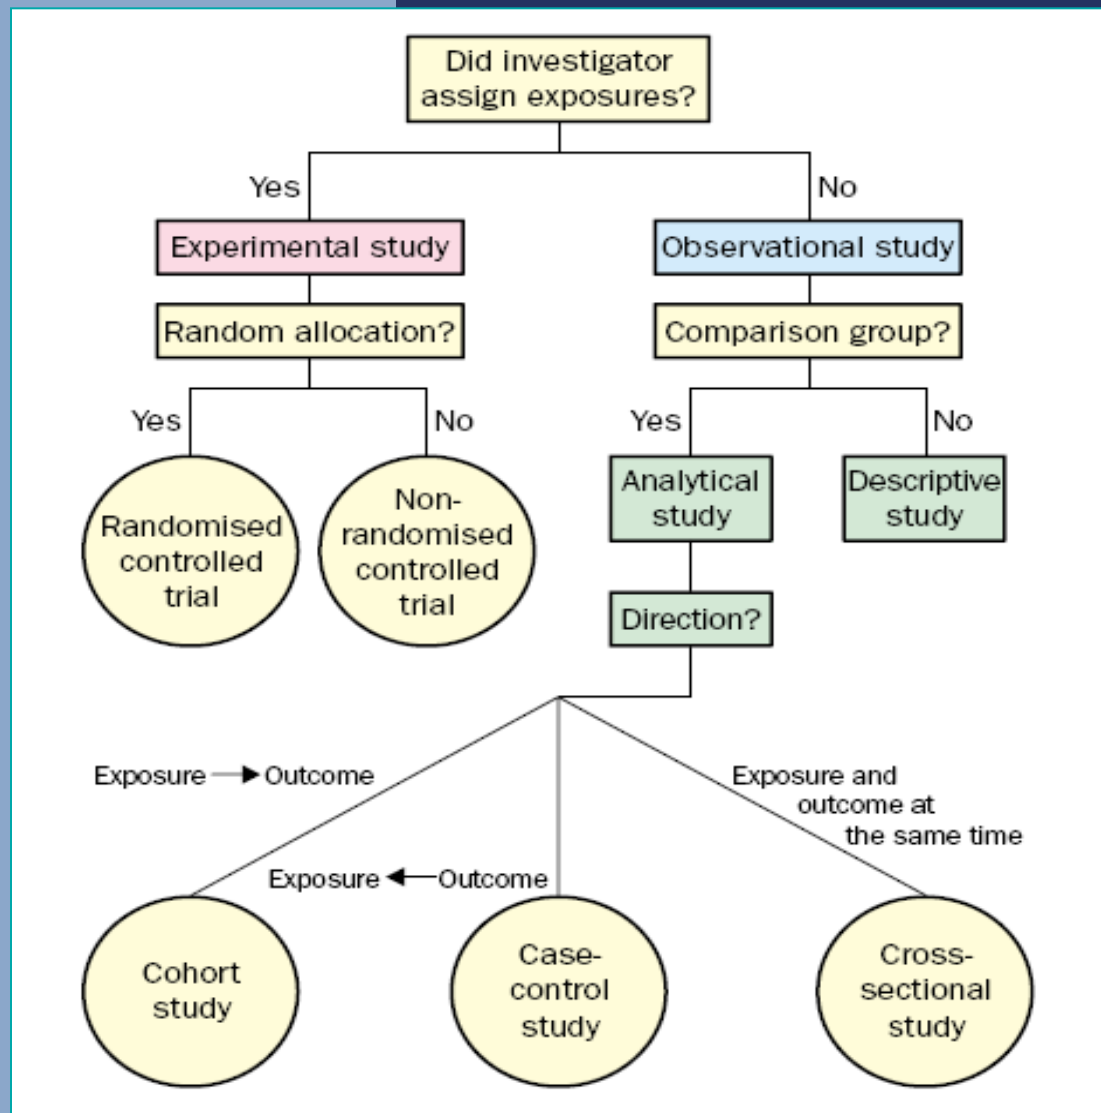 Did investigator
assign exposures?
Yes
No
Experimental study
Observational study
Random allocation?
Comparison group?
Yes
No
Yes
No
Randomised
controlled
trial
Non-
randomised
controlled
trial
Analytical
study
Descriptive
study
Direction?
Exposure → Outcome
Exposure and
outcome at
the same time
Exposure ← Outcome
Cohort
study
Case-
control
study
Cross-
sectional
study